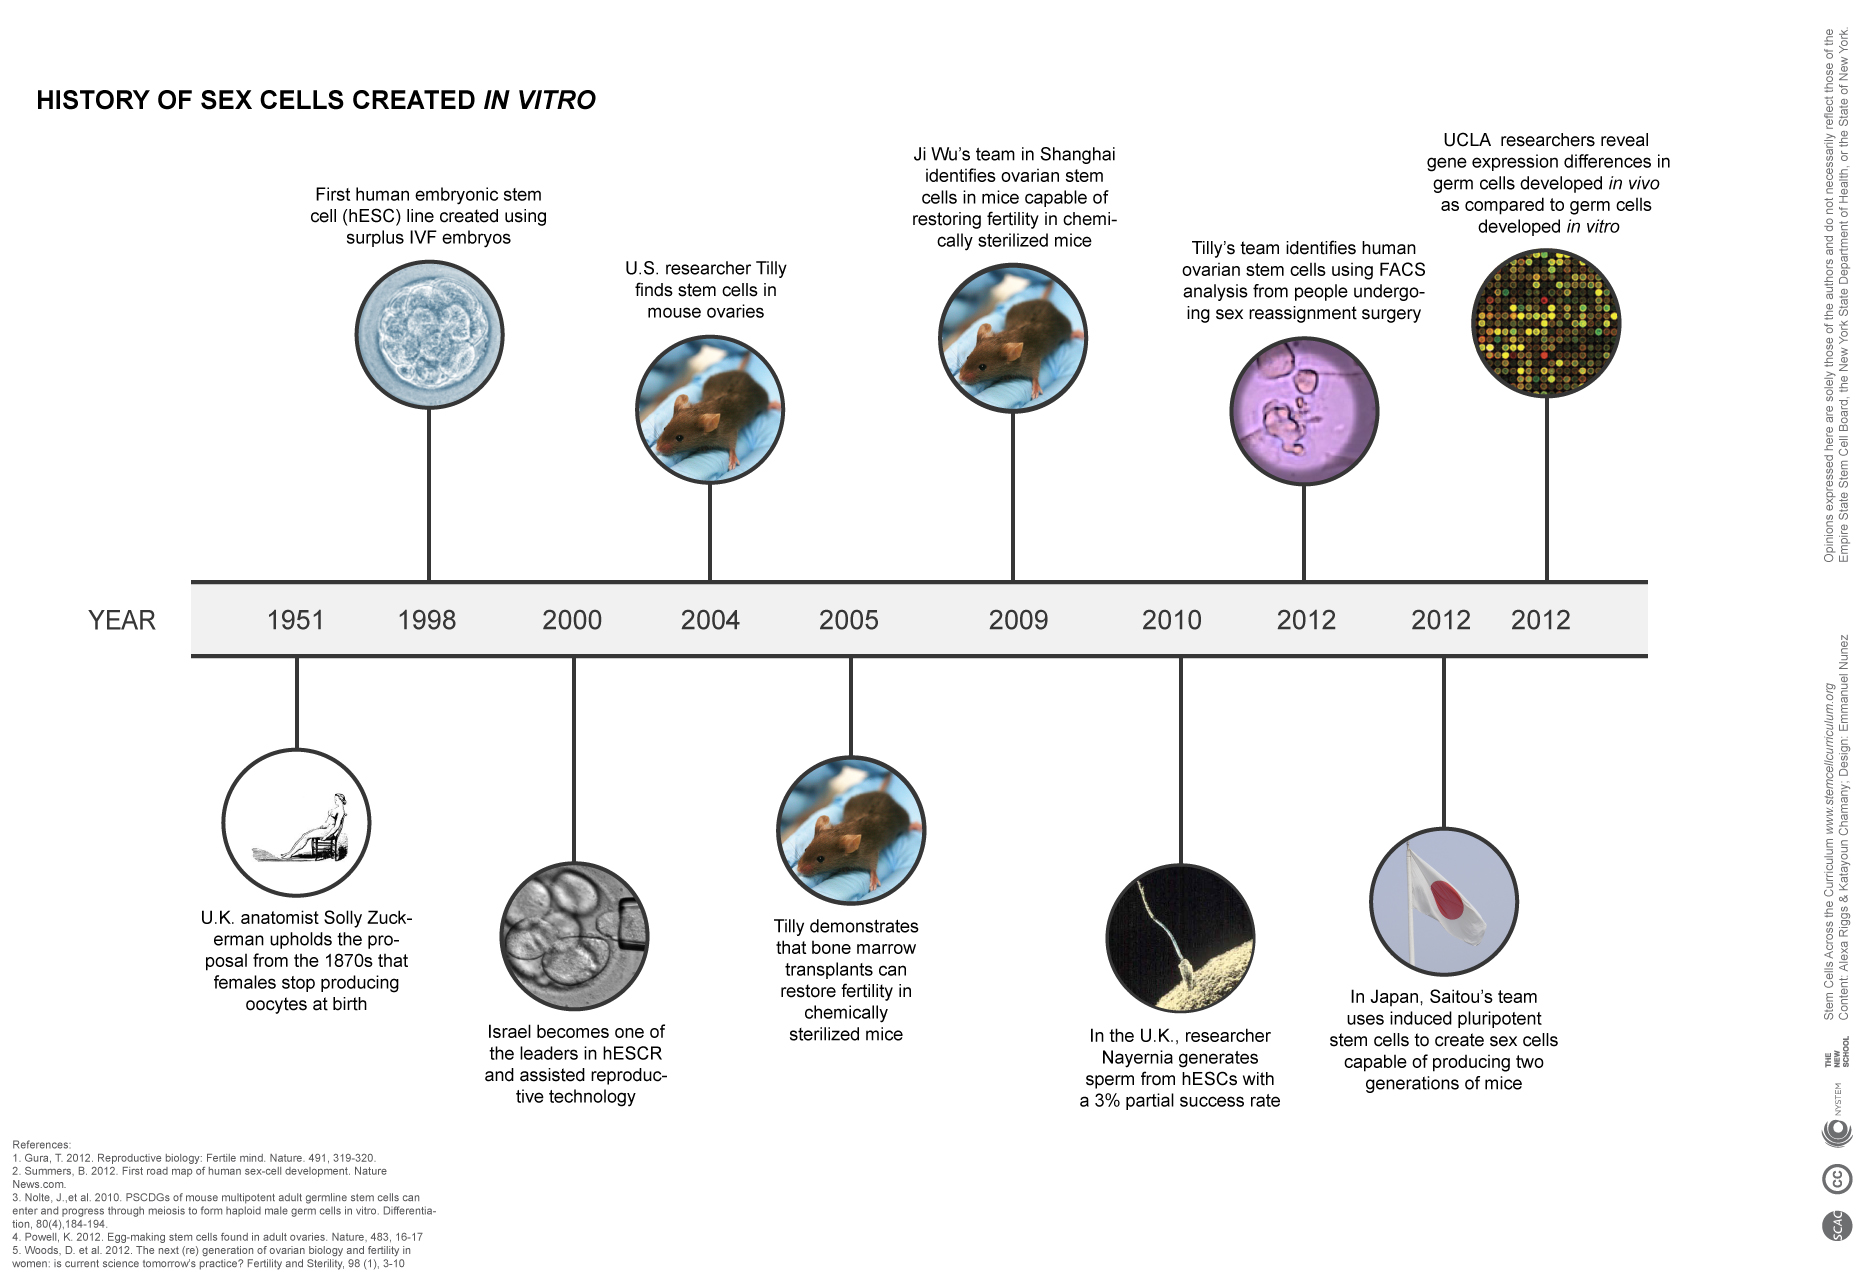 HISTORY OF SEX CELLS CREATED IN VITRO
First human embryonic stem
cell (hESC) line created using
surplus IVF embryos
U.S. researcher Tilly
finds stem cells in
mouse ovaries
Ji Wu's team in Shanghai
identifies ovarian stem
cells in mice capable of
restoring fertility in chemi-
cally sterilized mice
Tilly's team identifies human
ovarian stem cells using FACS
analysis from people undergo-
ing sex reassignment surgery
UCLA researchers reveal
gene expression differences in
germ cells developed in vivo
as compared to germ cells
developed in vitro
YEAR 1951 1998 2000 2004 2005 2009 2010 2012 2012 2012
U.K. anatomist Solly Zuck-
erman upholds the pro-
posal from the 1870s that
females stop producing
oocytes at birth
Israel becomes one of
the leaders in hESCR
and assisted reproduc-
tive technology
Tilly demonstrates
that bone marrow
transplants can
restore fertility in
chemically
sterilized mice
In the U.K., researcher
Nayernia generates
sperm from hESCs with
a 3% partial success rate
In Japan, Saitou's team
uses induced pluripotent
stem cells to create sex cells
capable of producing two
generations of mice
References:
1. Gura, T. 2012. Reproductive biology: Fertile mind. Nature. 491, 319-320.
2. Summers, B. 2012. First road map of human sex-cell development. Nature
News.com.
3. Nolte, J.,et al. 2010. PSCDGs of mouse multipotent adult germline stem cells can
enter and progress through meiosis to form haploid male germ cells in vitro. Differentia-
tion, 80(4),184-194.
4. Powell, K. 2012. Egg-making stem cells found in adult ovaries. Nature, 483, 16-17
5. Woods, D. et al. 2012. The next (re) generation of ovarian biology and fertility in
women: is current science tomorrow's practice? Fertility and Sterility, 98 (1), 3-10
Opinions expressed here are solely those of the authors and do not necessarily reflect those of the
Empire State Stem Cell Board, the New York State Department of Health, or the State of New York.
Stem Cells Across the Curriculum www.stemcellcurriculum.org
Content: Alexa Riggs & Katayoun Chamany; Design: Emmanuel Nunez
THE
NEW
SCHOOL
NYSTEM
CC
SCAC